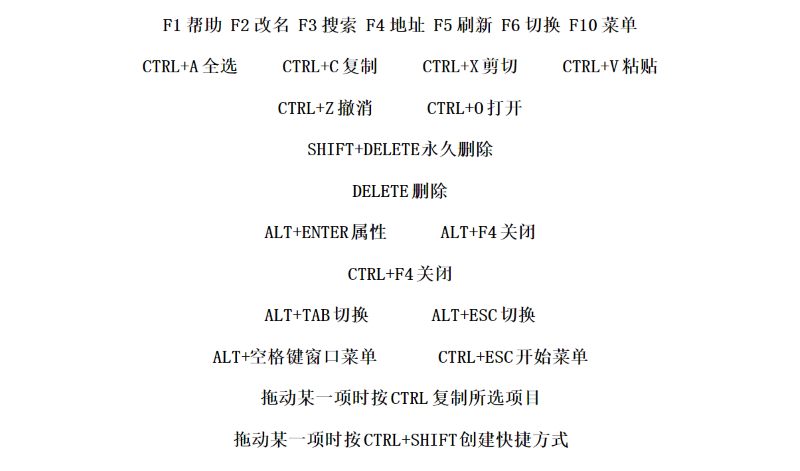 F1 帮助 F2 改名 F3 搜索 F4 地址 F5 刷新 F6 切换 F10 菜单
CTRL+A 全选 CTRL+C 复制 CTRL+X 剪切 CTRL+V 粘贴
CTRL+Z 撤消 CTRL+O 打开
SHIFT+DELETE 永久删除
DELETE 删除
ALT+ENTER 属性 ALT+F4 关闭
CTRL+F4 关闭
ALT+TAB 切换 ALT+ESC 切换
ALT+空格键窗口菜单 CTRL+ESC 开始菜单
拖动某一项时按 CTRL 复制所选项目
拖动某一项时按 CTRL+SHIFT 创建快捷方式